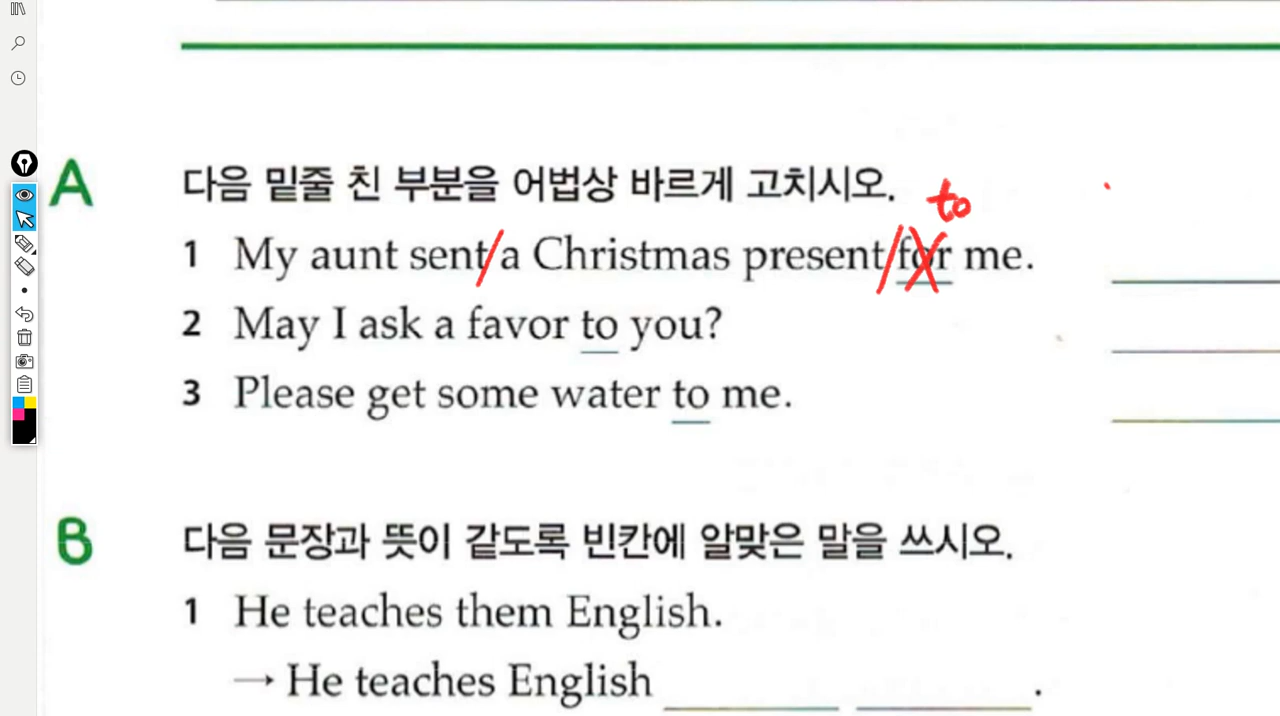 A 다음 밑줄 친 부분을 어법상 바르게 고치시오.
to
1 My aunt sent/a Christmas present/for me.
2 May I ask a favor to you?
3 Please get some water to me.
B 다음 문장과 뜻이 같도록 빈칸에 알맞은 말을 쓰시오.
1 He teaches them English.
→ He teaches English ______ ______.